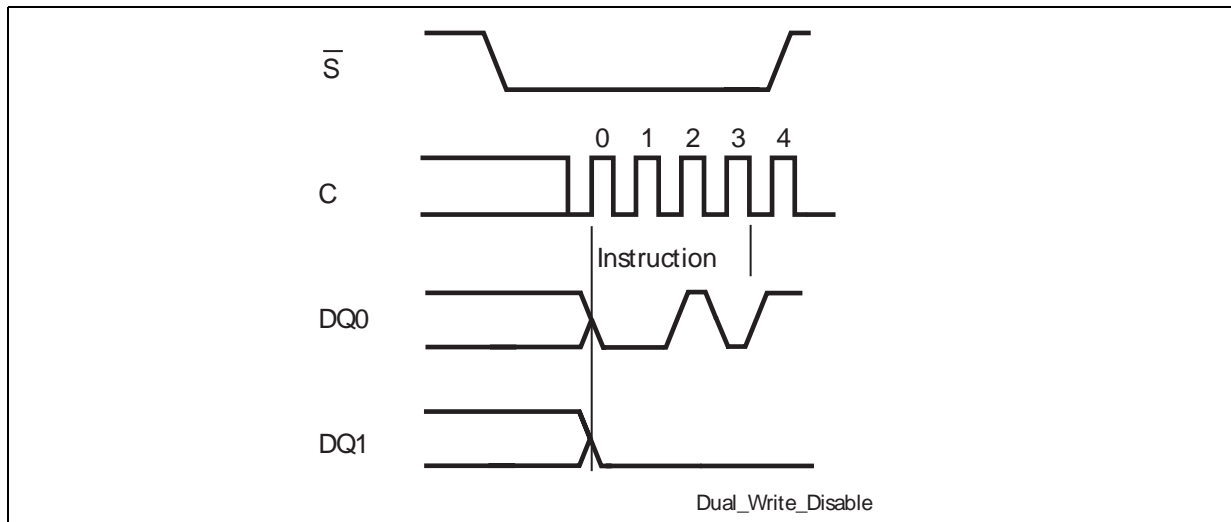 S̅
0 1 2 3 4
C
Instruction
DQ0
DQ1
Dual_Write_Disable